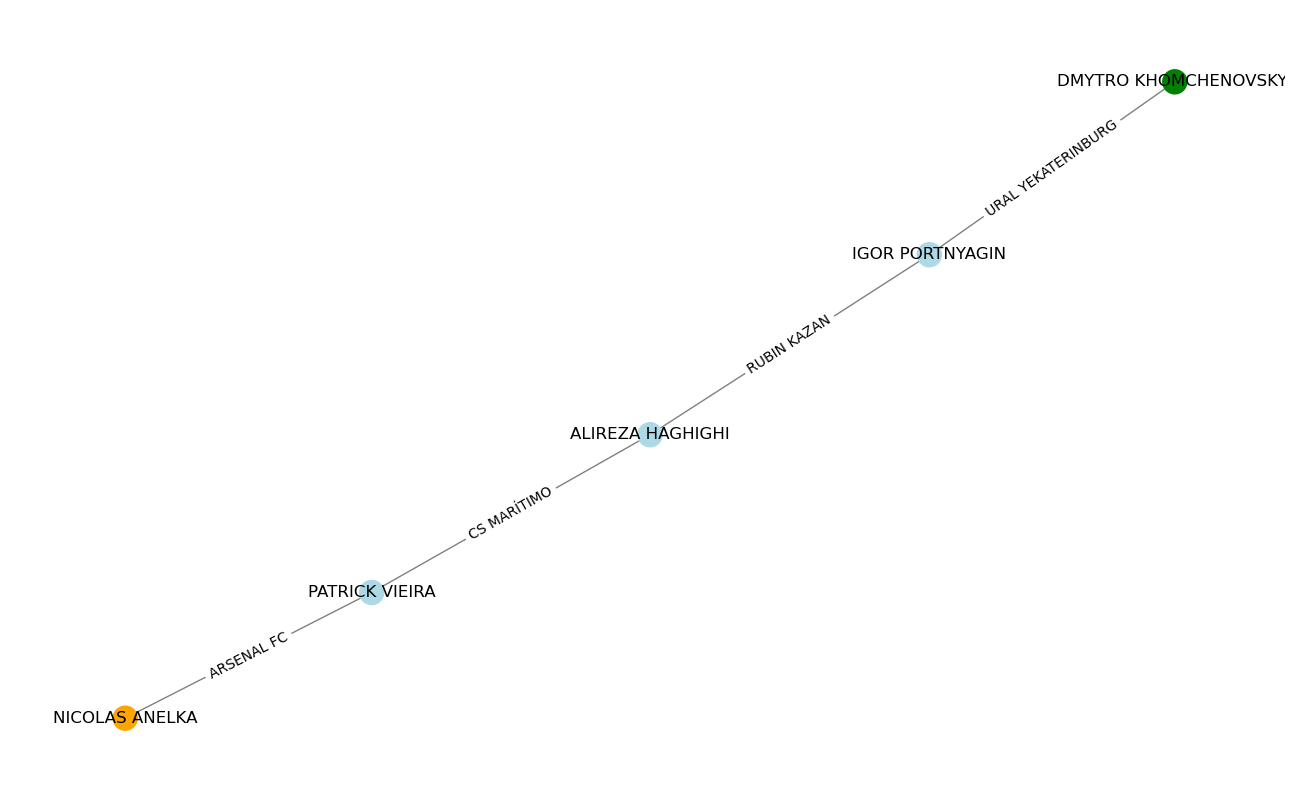 DMYTRO KHOMCHENOVSKY
URAL YEKATERINBURG
IGOR PORTNYAGIN
RUBIN KAZAN
ALIREZA HAGHIGHI
CS MARÍTIMO
PATRICK VIEIRA
ARSENAL FC
NICOLAS ANELKA